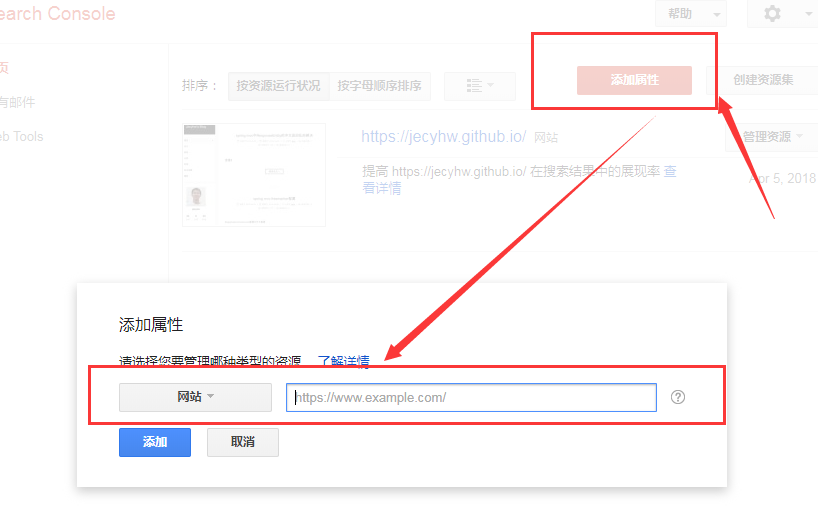 earch Console
帮助
页
有邮件
eb Tools
排序：
按资源运行状况
按字母顺序排序
添加属性
创建资源集
https://jecyhw.github.io/ 网站
管理资源
提高 https://jecyhw.github.io/ 在搜索结果中的展现率 查
看详情
Apr 5, 2018
添加属性
请选择您要管理哪种类型的资源 了解详情
网站
https://www.example.com/
?
添加
取消